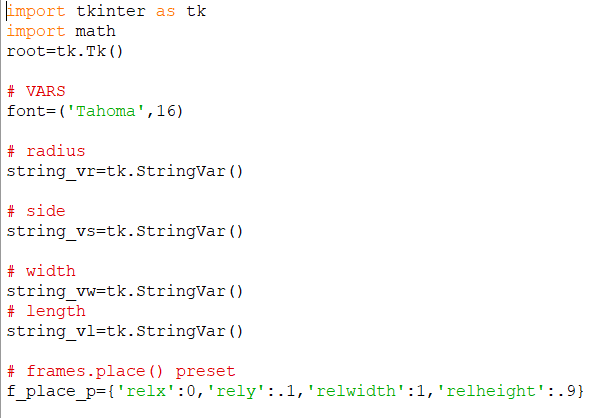 import tkinter as tk
import math
root=tk.Tk()
# VARS
font=('Tahoma',16)
# radius
string_vr=tk.StringVar()
# side
string_vs=tk.StringVar()
# width
string_vw=tk.StringVar()
# length
string_vl=tk.StringVar()
# frames.place() preset
f_place_p={'relx':0,'rely':.1,'relwidth':1,'relheight':.9}